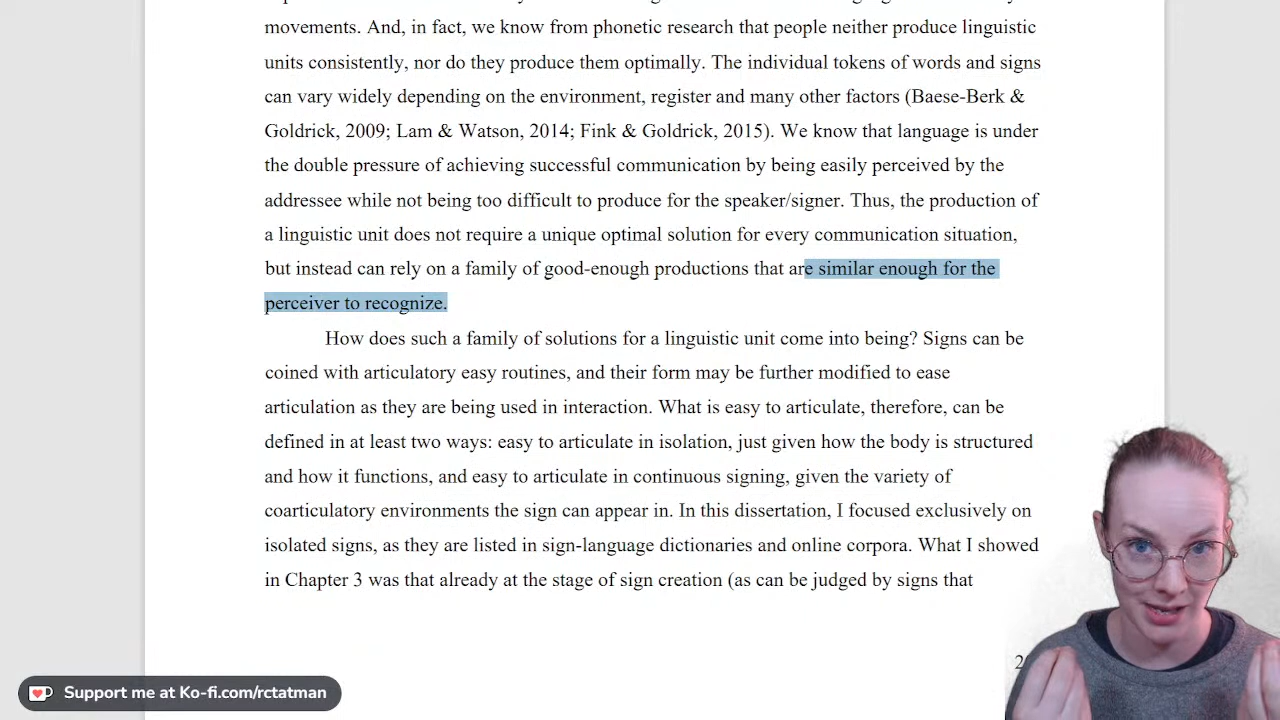 movements. And, in fact, we know from phonetic research that people neither produce linguistic
units consistently, nor do they produce them optimally. The individual tokens of words and signs
can vary widely depending on the environment, register and many other factors (Baese-Berk &
Goldrick, 2009; Lam & Watson, 2014; Fink & Goldrick, 2015). We know that language is under
the double pressure of achieving successful communication by being easily perceived by the
addressee while not being too difficult to produce for the speaker/signer. Thus, the production of
a linguistic unit does not require a unique optimal solution for every communication situation,
but instead can rely on a family of good-enough productions that are similar enough for the
perceiver to recognize.
How does such a family of solutions for a linguistic unit come into being? Signs can be
coined with articulatory easy routines, and their form may be further modified to ease
articulation as they are being used in interaction. What is easy to articulate, therefore, can be
defined in at least two ways: easy to articulate in isolation, just given how the body is structured
and how it functions, and easy to articulate in continuous signing, given the variety of
coarticulatory environments the sign can appear in. In this dissertation, I focused exclusively on
isolated signs, as they are listed in sign-language dictionaries and online corpora. What I showed
in Chapter 3 was that already at the stage of sign creation (as can be judged by signs that
Support me at Ko-fi.com/rctatman